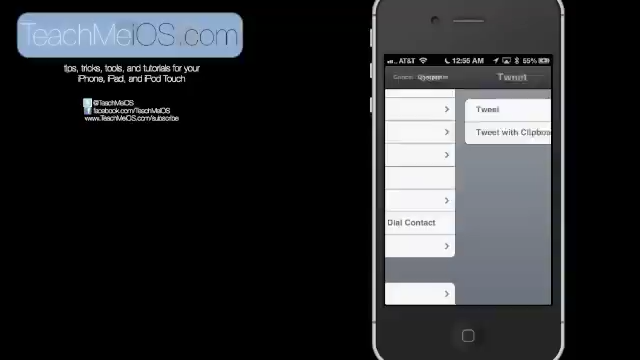 TeachMeiOS.com
tips, tricks, tools, and tutorials for your
iPhone, iPad, and iPod Touch
@TeachMeiOS
facebook.com/TeachMeiOS
www.TeachMeiOS.com/subscribe
AT&T 12:55 AM 55%
Tweet
Tweet
Tweet with Clipboa
Dial Contact